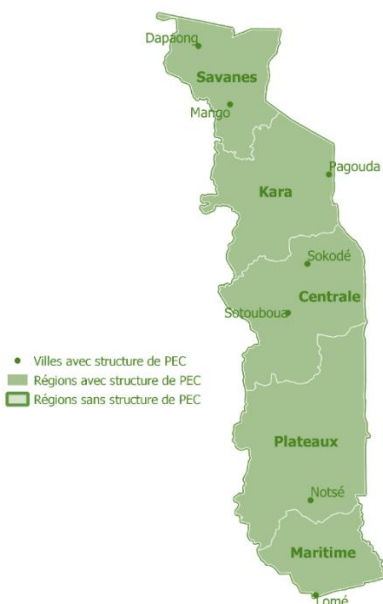 Dapaong
Savanes
Mango
Pagouda
Kara
Sokodé
Centrale
Sotouboua
Villes avec structure de PEC
Régions avec structure de PEC
Régions sans structure de PEC
Plateaux
Notsé
Maritime
Lomé